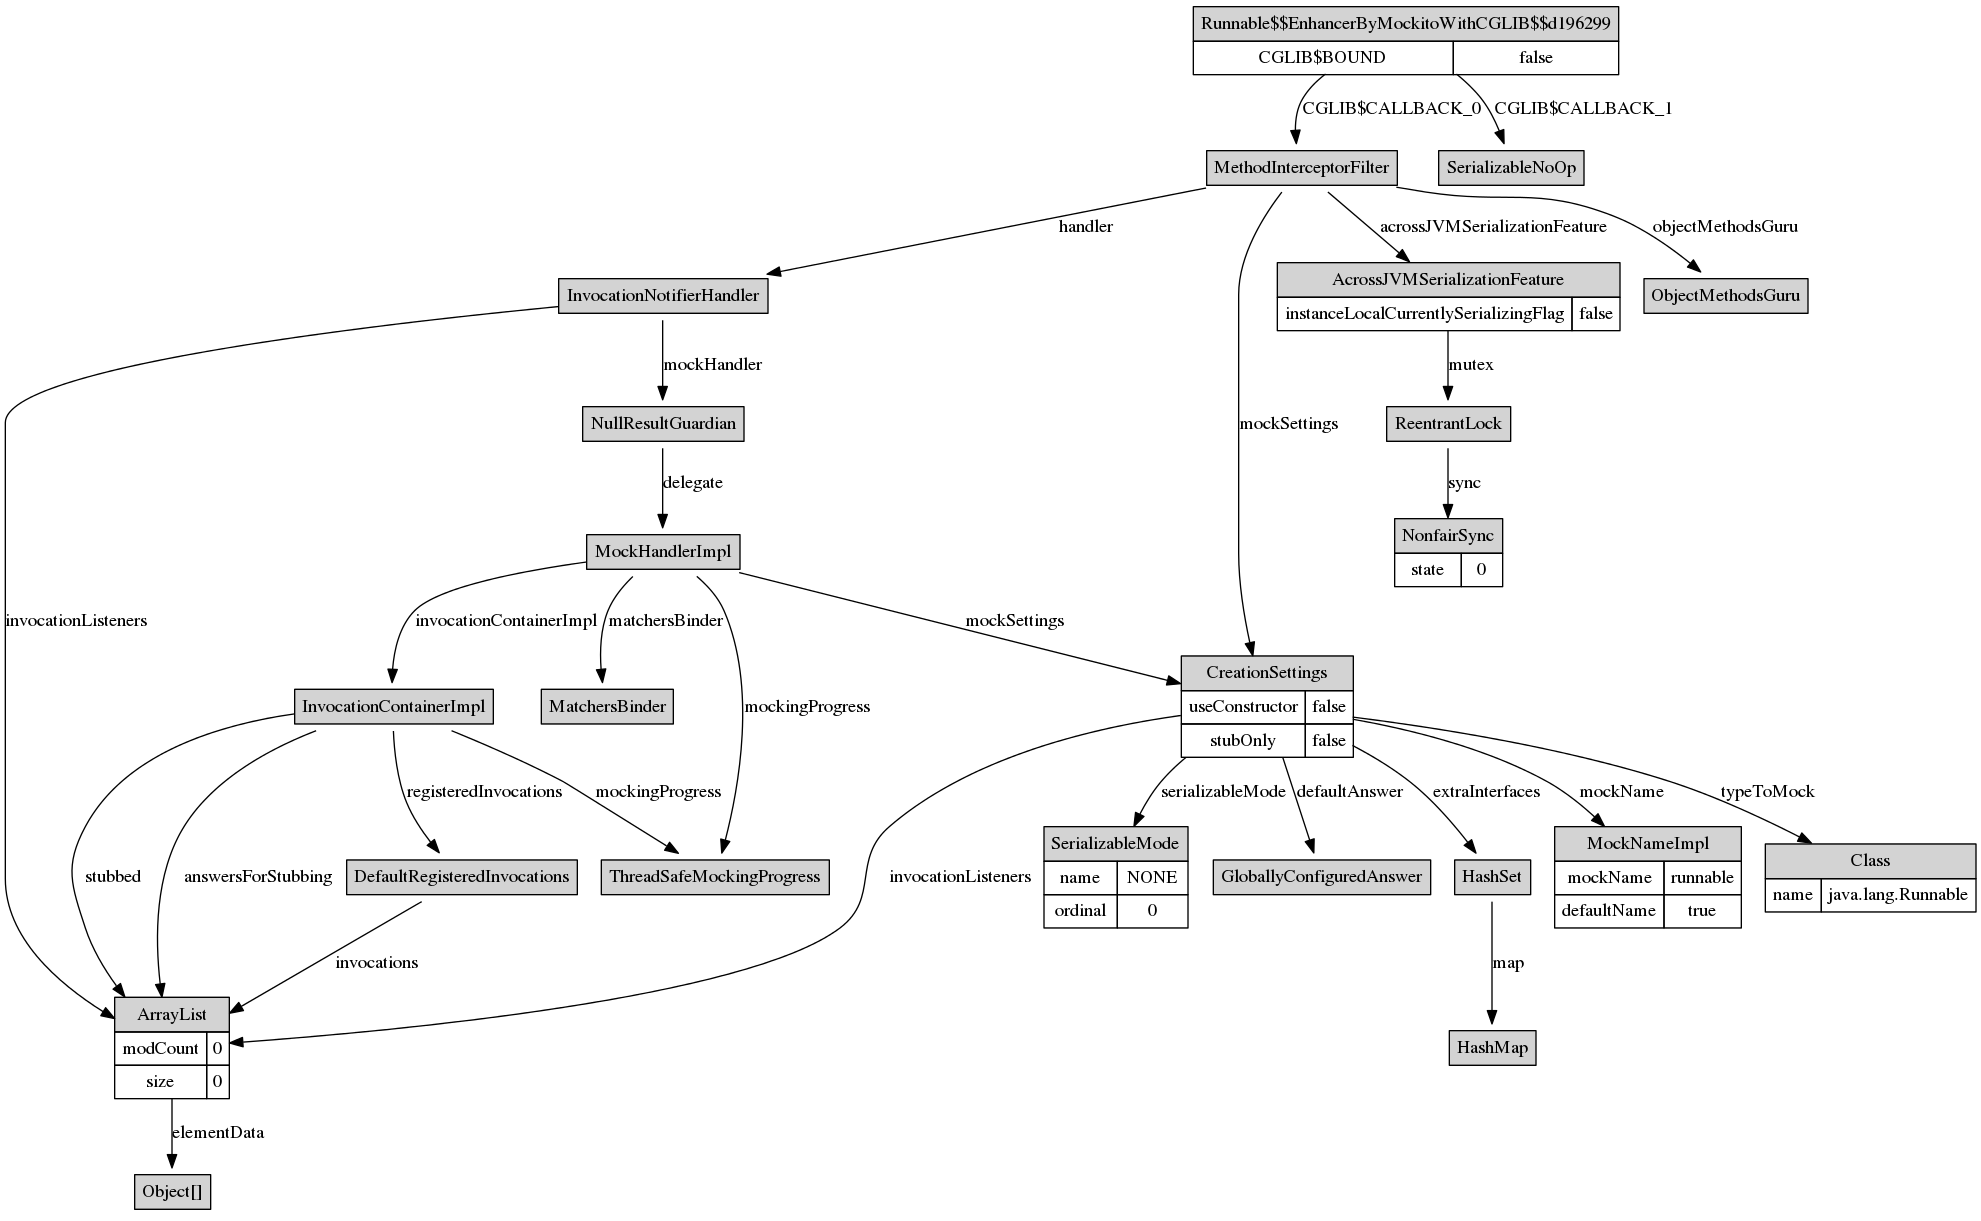 Runnable$$EnhancerByMockitoWithCGLIB$$d196299
CGLIB$BOUND false
CGLIB$CALLBACK_0
CGLIB$CALLBACK_1
MethodInterceptorFilter
SerializableNoOp
handler
acrossJVMSerializationFeature
objectMethodsGuru
InvocationNotifierHandler
AcrossJVMSerializationFeature
instanceLocalCurrentlySerializingFlag false
ObjectMethodsGuru
mockHandler
mutex
NullResultGuardian
mockSettings
ReentrantLock
delegate
sync
MockHandlerImpl
NonfairSync
state 0
invocationListeners
invocationContainerImpl
matchersBinder
mockSettings
InvocationContainerImpl
MatchersBinder
mockingProgress
CreationSettings
useConstructor false
stubOnly false
registeredInvocations
mockingProgress
serializableMode
defaultAnswer
extraInterfaces
mockName
typeToMock
stubbed
answersForStubbing
DefaultRegisteredInvocations
ThreadSafeMockingProgress
invocationListeners
SerializableMode
name NONE
ordinal 0
GloballyConfiguredAnswer
HashSet
MockNameImpl
mockName runnable
defaultName true
Class
name java.lang.Runnable
invocations
map
ArrayList
modCount 0
size 0
HashMap
elementData
Object[]